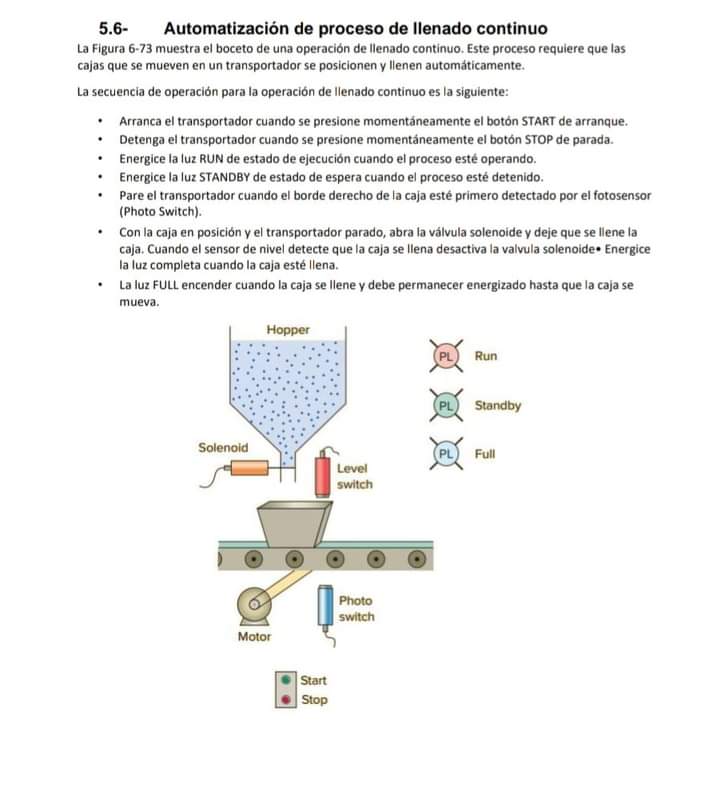 5.6- Automatización de proceso de llenado continuo
La Figura 6-73 muestra el boceto de una operación de llenado continuo. Este proceso requiere que las
cajas que se mueven en un transportador se posicionen y llenen automáticamente.
La secuencia de operación para la operación de llenado continuo es la siguiente:
• Arranca el transportador cuando se presione momentáneamente el botón START de arranque.
• Detenga el transportador cuando se presione momentáneamente el botón STOP de parada.
• Energice la luz RUN de estado de ejecución cuando el proceso esté operando.
• Energice la luz STANDBY de estado de espera cuando el proceso esté detenido.
• Pare el transportador cuando el borde derecho de la caja esté primero detectado por el fotosensor
(Photo Switch).
• Con la caja en posición y el transportador parado, abra la válvula solenoide y deje que se llene la
caja. Cuando el sensor de nivel detecte que la caja se llena desactiva la valvula solenoide• Energice
la luz completa cuando la caja esté llena.
• La luz FULL encender cuando la caja se llene y debe permanecer energizado hasta que la caja se
mueva.
Hopper
PL Run
PL Standby
Solenoid
PL Full
Level
switch
Photo
switch
Motor
Start
Stop